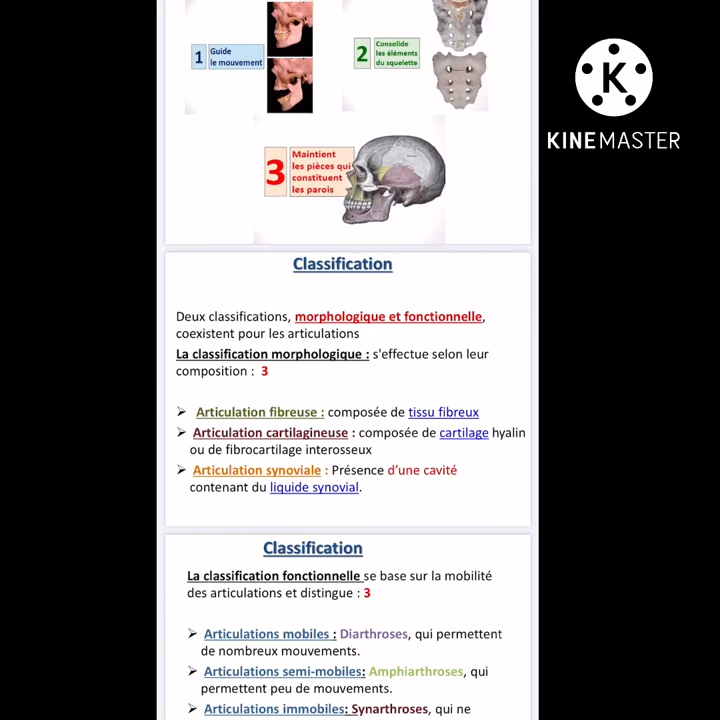 1
Guide
le mouvement
2
Consolide
les éléments
du squelette
K
KINEMASTER
3
Maintient
les pièces qui
constituent
les parois
Classification
Deux classifications, morphologique et fonctionnelle,
coexistent pour les articulations
La classification morphologique : s'effectue selon leur
composition : 3
➢ Articulation fibreuse : composée de tissu fibreux
➢ Articulation cartilagineuse : composée de cartilage hyalin
ou de fibrocartilage interosseux
➢ Articulation synoviale : Présence d'une cavité
contenant du liquide synovial.
Classification
La classification fonctionnelle se base sur la mobilité
des articulations et distingue : 3
➢ Articulations mobiles : Diarthroses, qui permettent
de nombreux mouvements.
➢ Articulations semi-mobiles: Amphiarthroses, qui
permettent peu de mouvements.
➢ Articulations immobiles: Synarthroses, qui ne